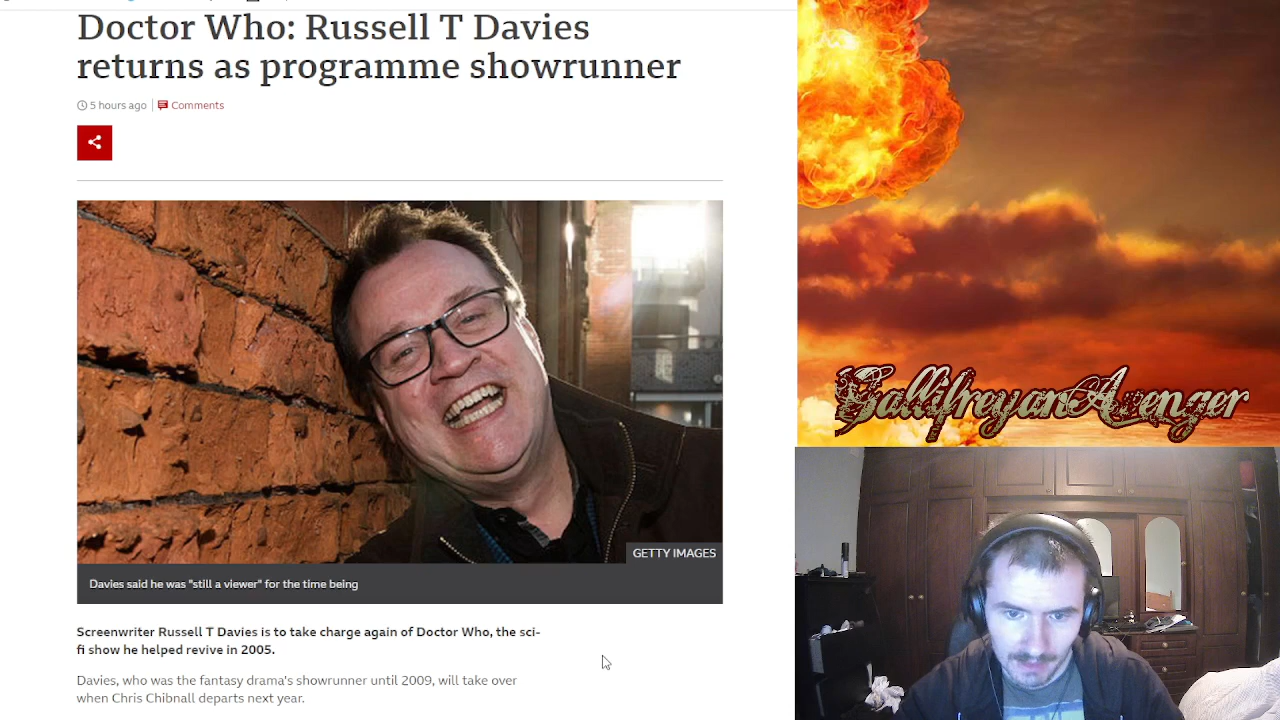 Doctor Who: Russell T Davies
returns as programme showrunner
5 hours ago
Comments
GETTY IMAGES
Davies said he was "still a viewer" for the time being
Screenwriter Russell T Davies is to take charge again of Doctor Who, the sci-
fi show he helped revive in 2005.
Davies, who was the fantasy drama's showrunner until 2009, will take over
when Chris Chibnall departs next year.
GallifreyanAvenger